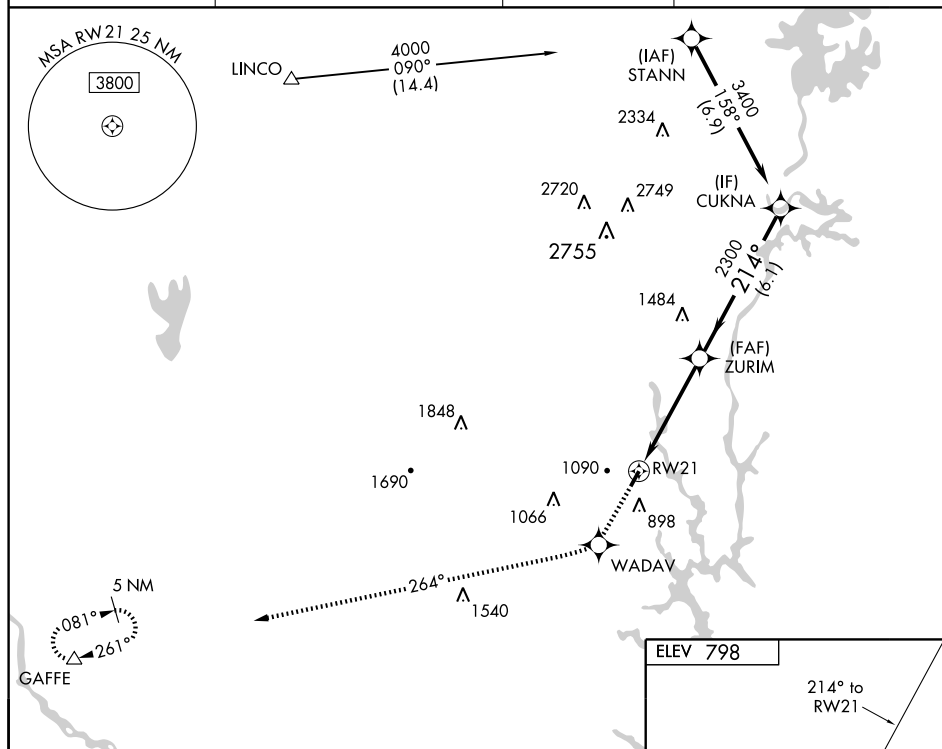 MSA RW21 25 NM
3800
LINCO
4000
090°
(14.4)
(IAF)
STANN
3400
158°
(6.9)
2334
(IF)
CUKNA
2720
2749
2755
2300
214°
(6.1)
1484
(FAF)
ZURIM
1848
1690
1090
RW21
1066
898
WADAV
264°
1540
5 NM
081°
261°
GAFFE
ELEV 798
214° to
RW21